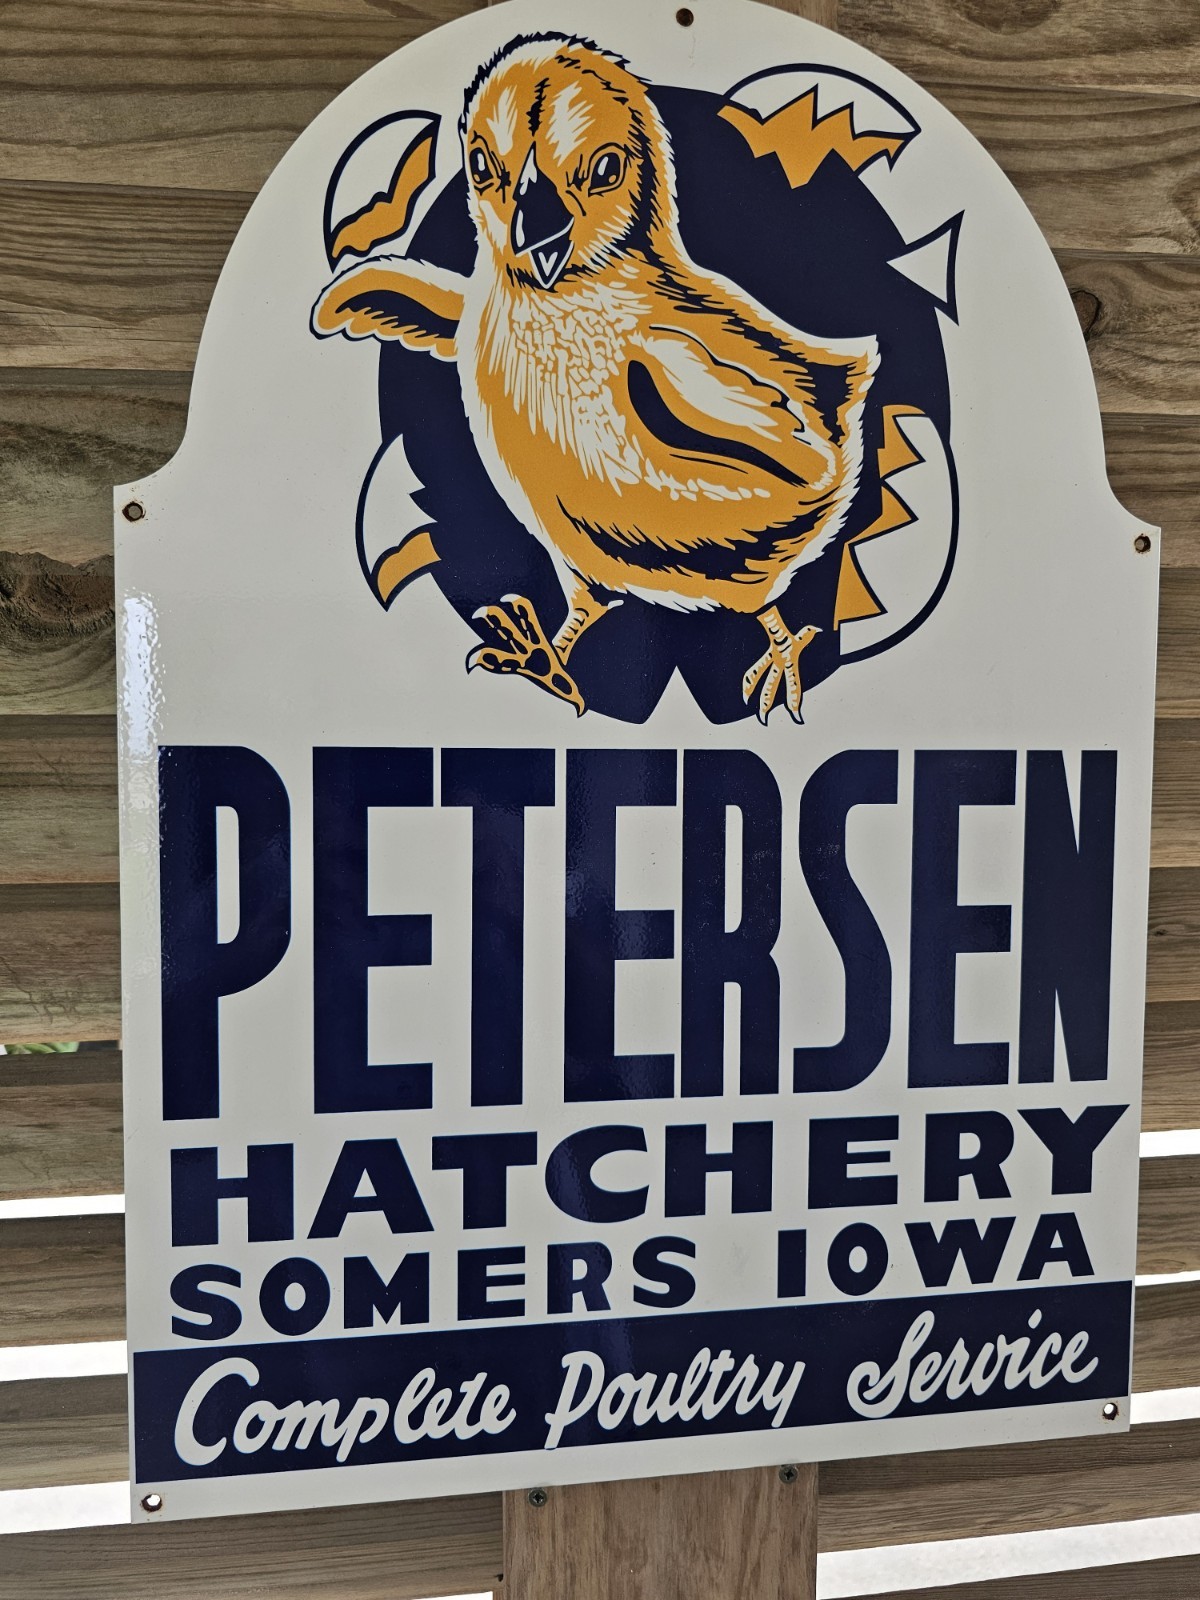 PETERSEN
HATCHERY
SOMERS IOWA
Complete Poultry Service